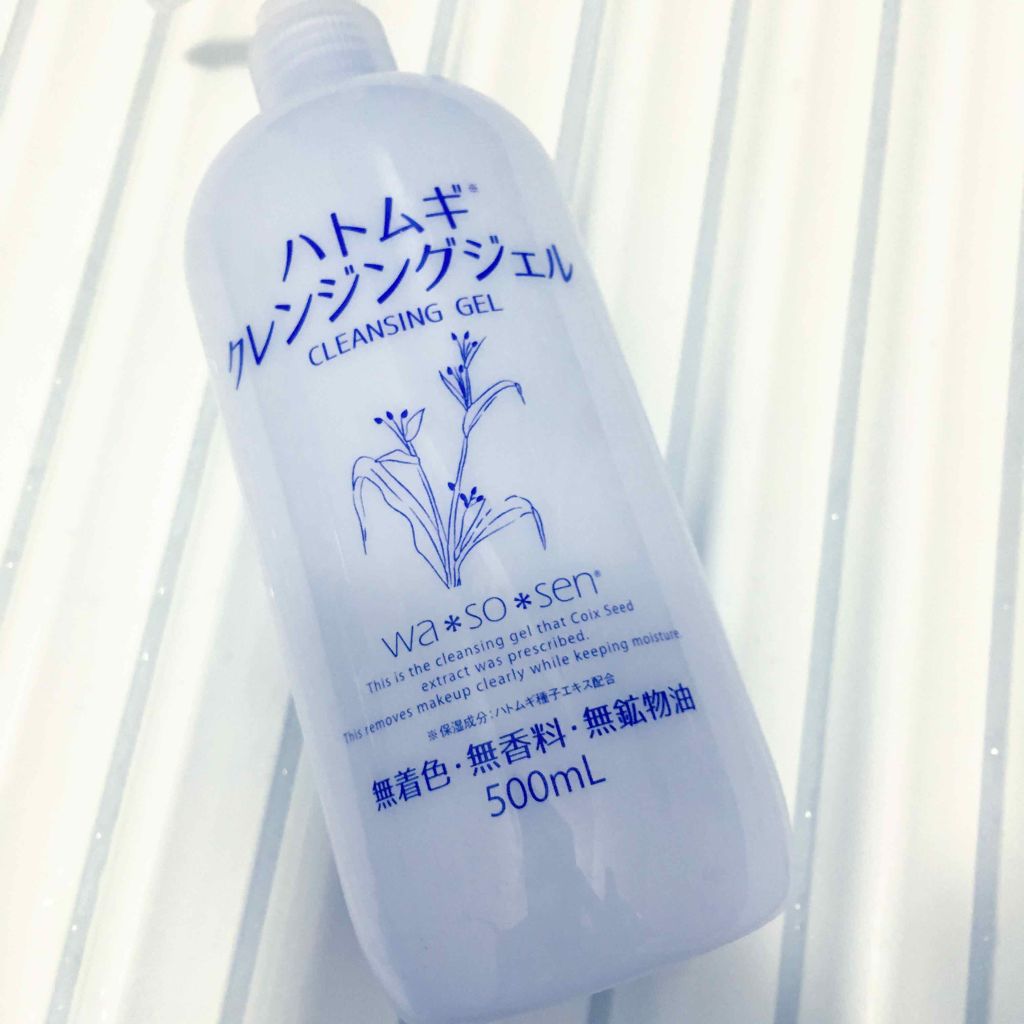 ハトムギ※
クレンジングジェル
CLEANSING GEL
wa*so*sen®
This is the cleansing gel that Coix Seed
extract was prescribed.
This removes makeup clearly while keeping moisture.
※保湿成分:ハトムギ種子エキス配合
無着色・無香料・無鉱物油
500mL